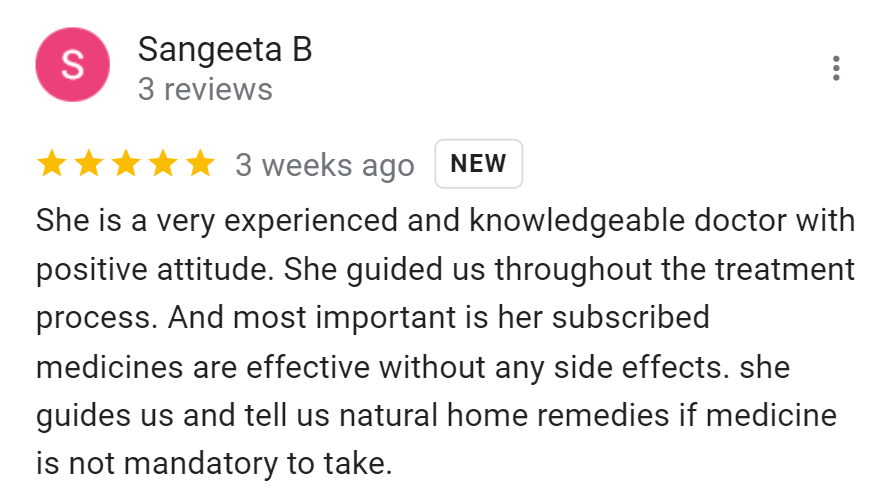 S
Sangeeta B
3 reviews
3 weeks ago NEW
She is a very experienced and knowledgeable doctor with
positive attitude. She guided us throughout the treatment
process. And most important is her subscribed
medicines are effective without any side effects. she
guides us and tell us natural home remedies if medicine
is not mandatory to take.